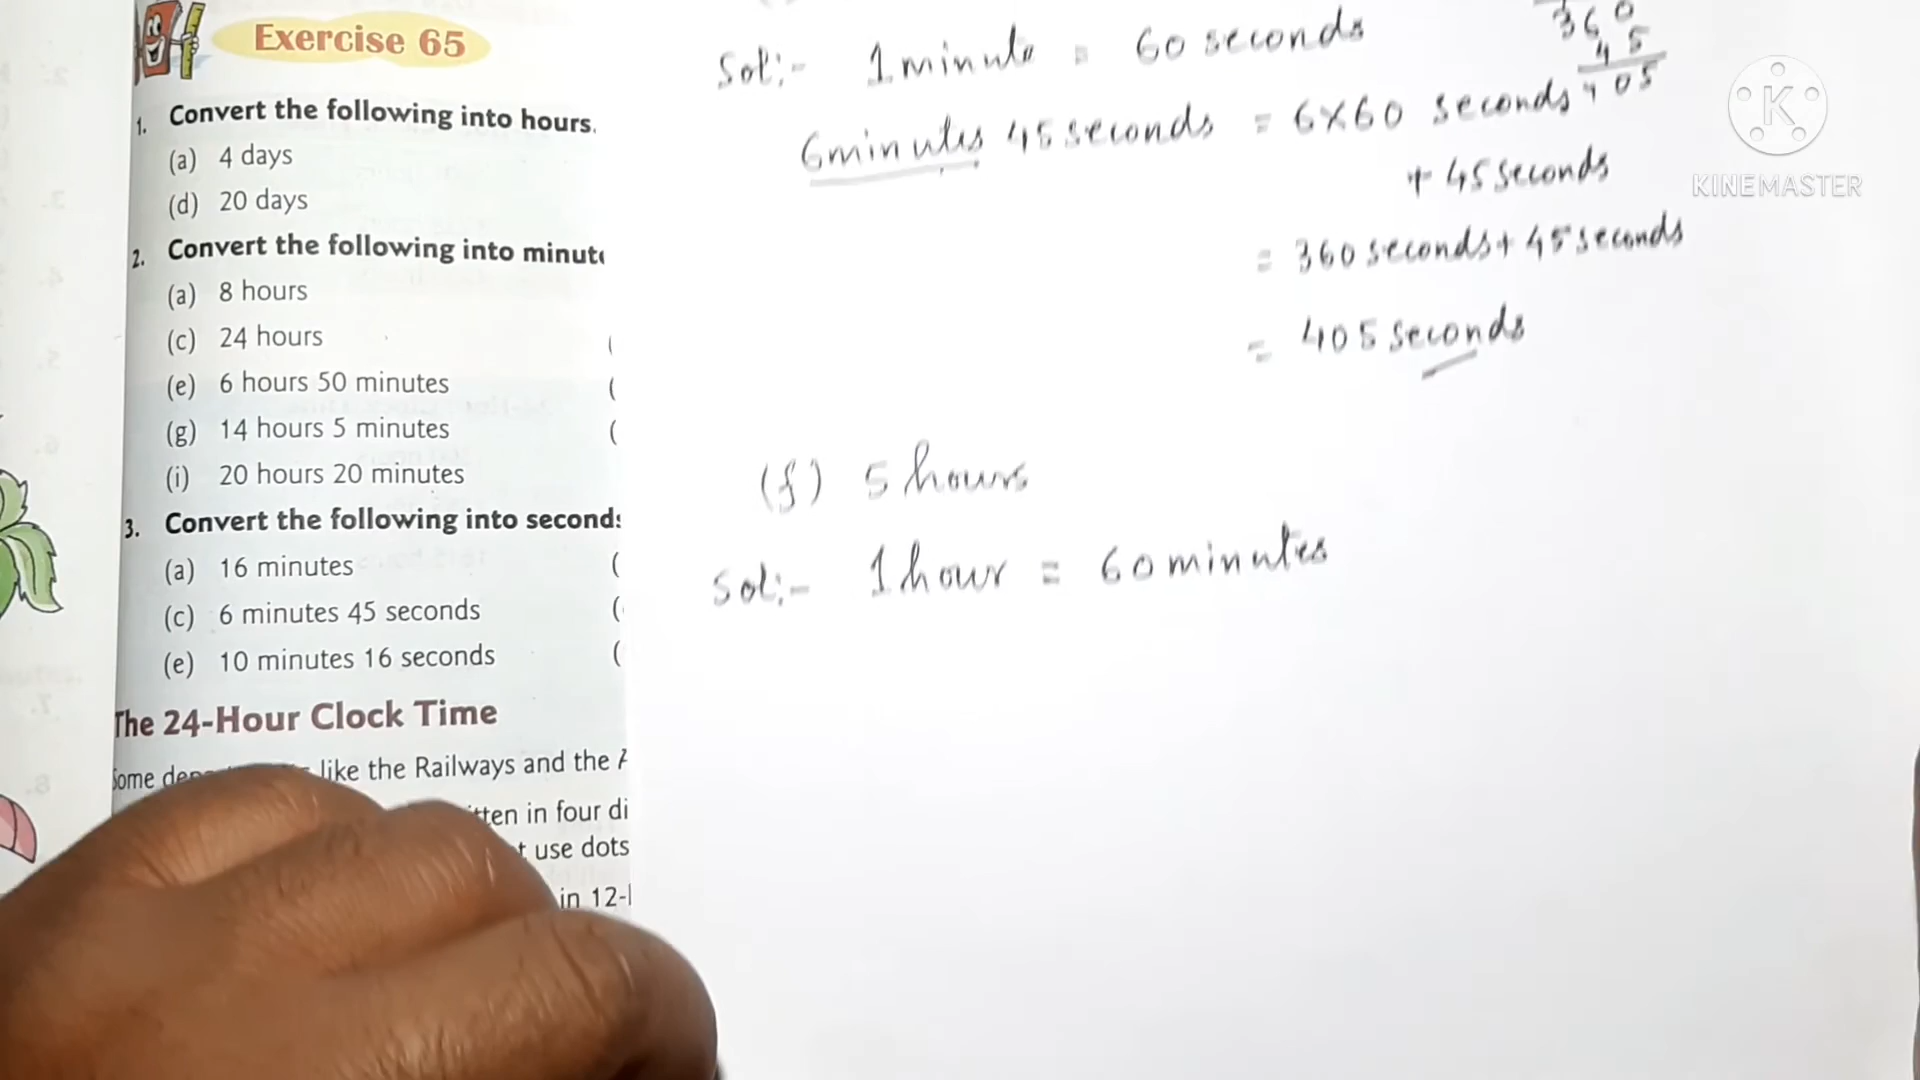 Exercise 65
1. Convert the following into hours.
(a) 4 days
(d) 20 days
2. Convert the following into minut
(a) 8 hours
(c) 24 hours
(e) 6 hours 50 minutes
(g) 14 hours 5 minutes
(i) 20 hours 20 minutes
3. Convert the following into second
(a) 16 minutes
(c) 6 minutes 45 seconds
(e) 10 minutes 16 seconds
The 24-Hour Clock Time
Some like the Railways and the
in four di
use dots
in 12-
360
45
405
Sol:- 1 minute = 60 seconds
6 minutes 45 seconds = 6×60 seconds
+ 45 seconds
= 360 seconds + 45 seconds
= 405 seconds
(f) 5 hours
Sol:- 1 hour = 60 minutes
K
KINEMASTER